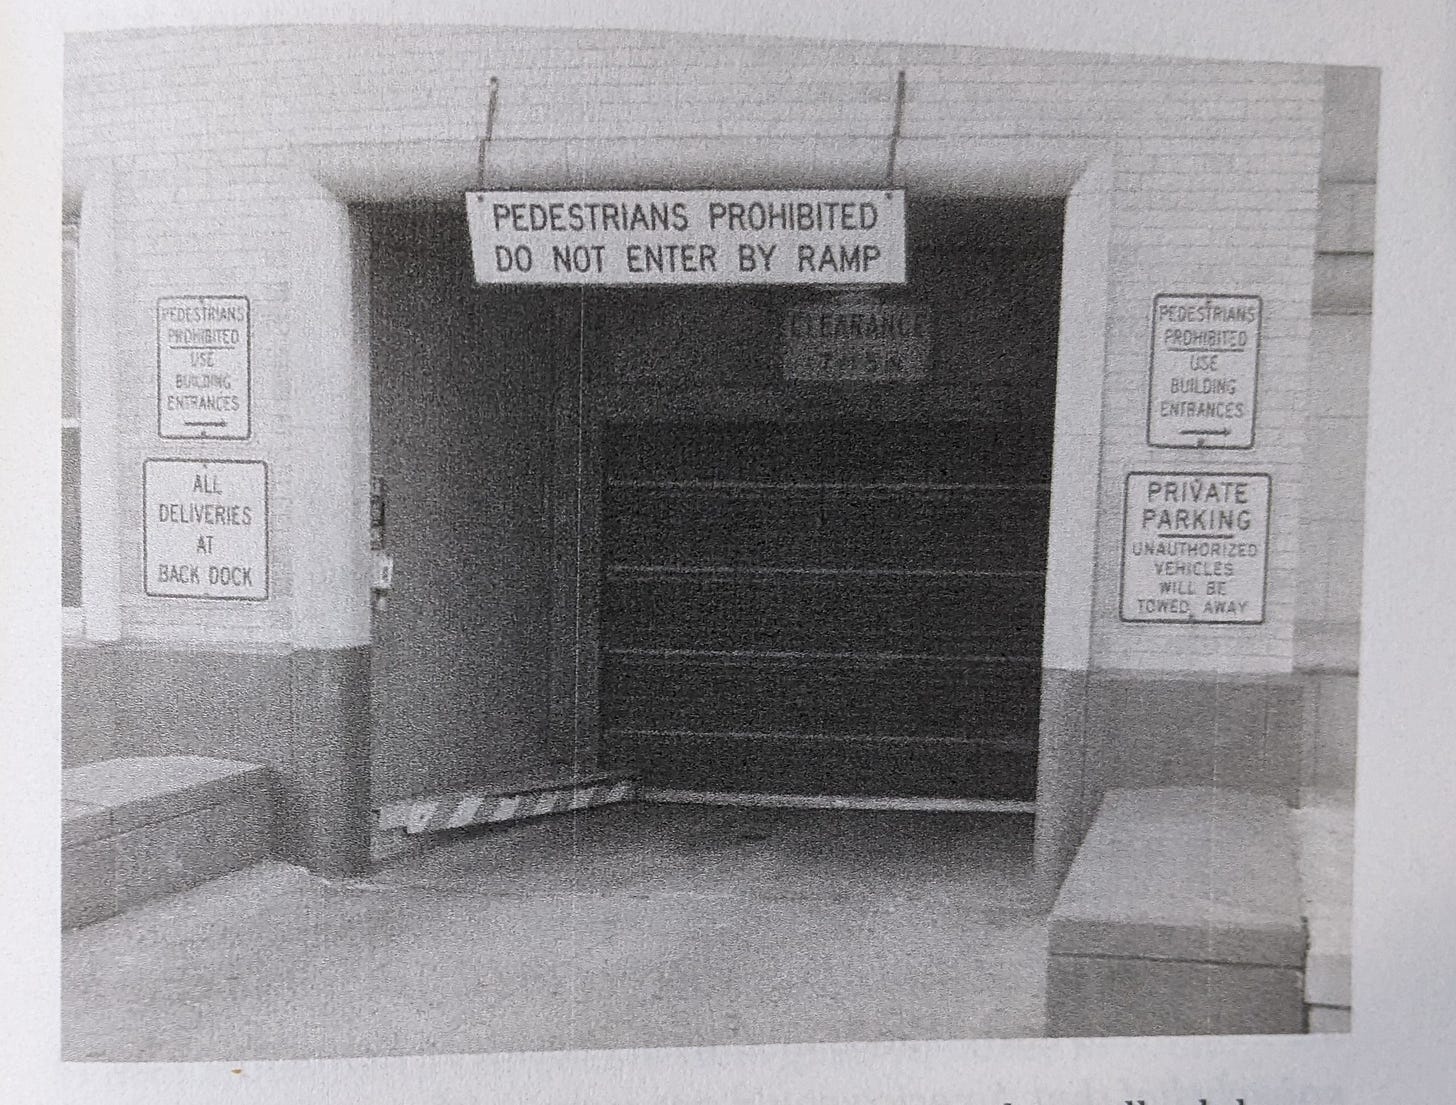 PEDESTRIANS PROHIBITED
DO NOT ENTER BY RAMP
CLEARANCE
PEDESTRIANS
PROHIBITED
USE
BUILDING
ENTRANCES
ALL
DELIVERIES
AT
BACK DOCK
PEDESTRIANS
PROHIBITED
USE
BUILDING
ENTRANCES
PRIVATE
PARKING
UNAUTHORIZED
VEHICLES
WILL BE
TOWED AWAY